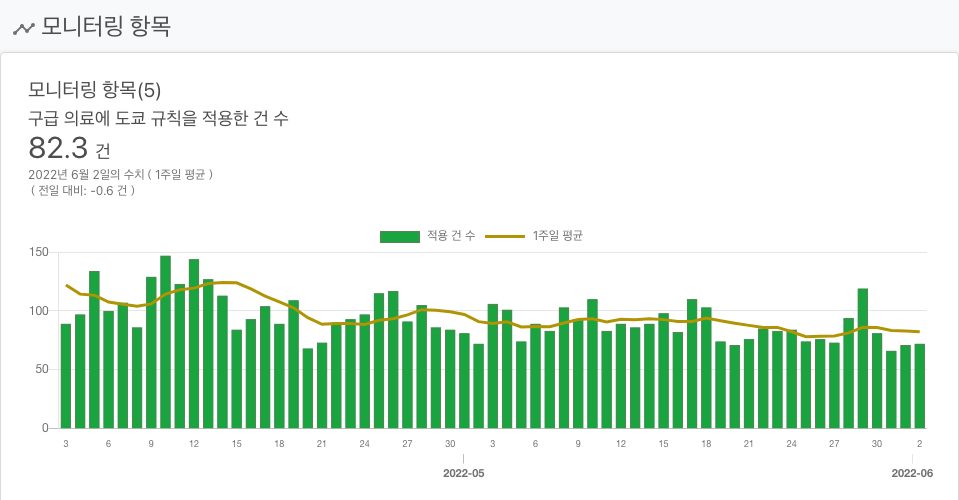 모니터링 항목
모니터링 항목(5)
구급 의료에 도쿄 규칙을 적용한 건 수
82.3 건
2022년 6월 2일의 수치 ( 1주일 평균 )
( 전일 대비: -0.6 건 )
적용 건 수 1주일 평균
150
100
50
0
3 6 9 12 15 18 21 24 27 30 3 6 9 12 15 18 21 24 27 30 2
2022-05 2022-06